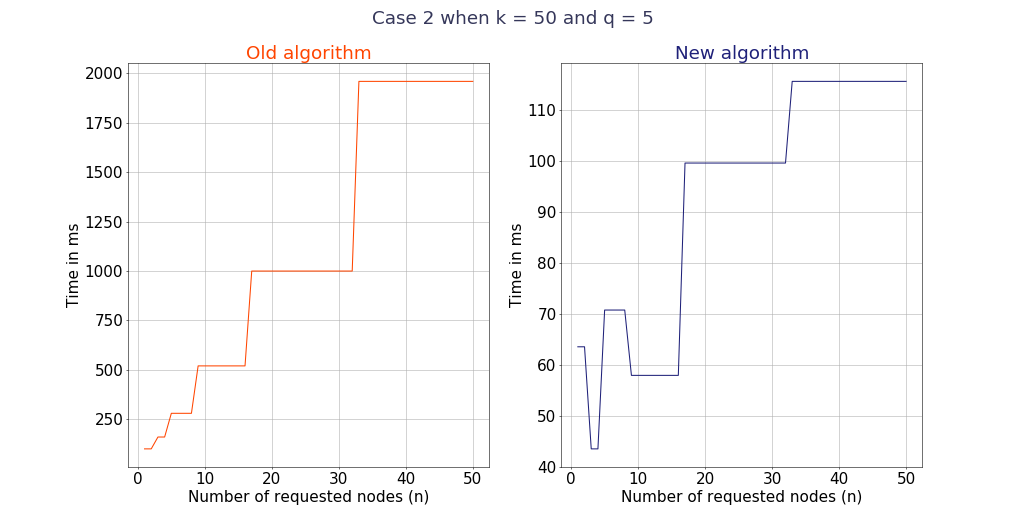 Case 2 when k = 50 and q = 5
Old algorithm
2000
1750
1500
1250
1000
750
500
250
Time in ms
0 10 20 30 40 50
Number of requested nodes (n)
New algorithm
110
100
90
80
70
60
50
40
Time in ms
0 10 20 30 40 50
Number of requested nodes (n)